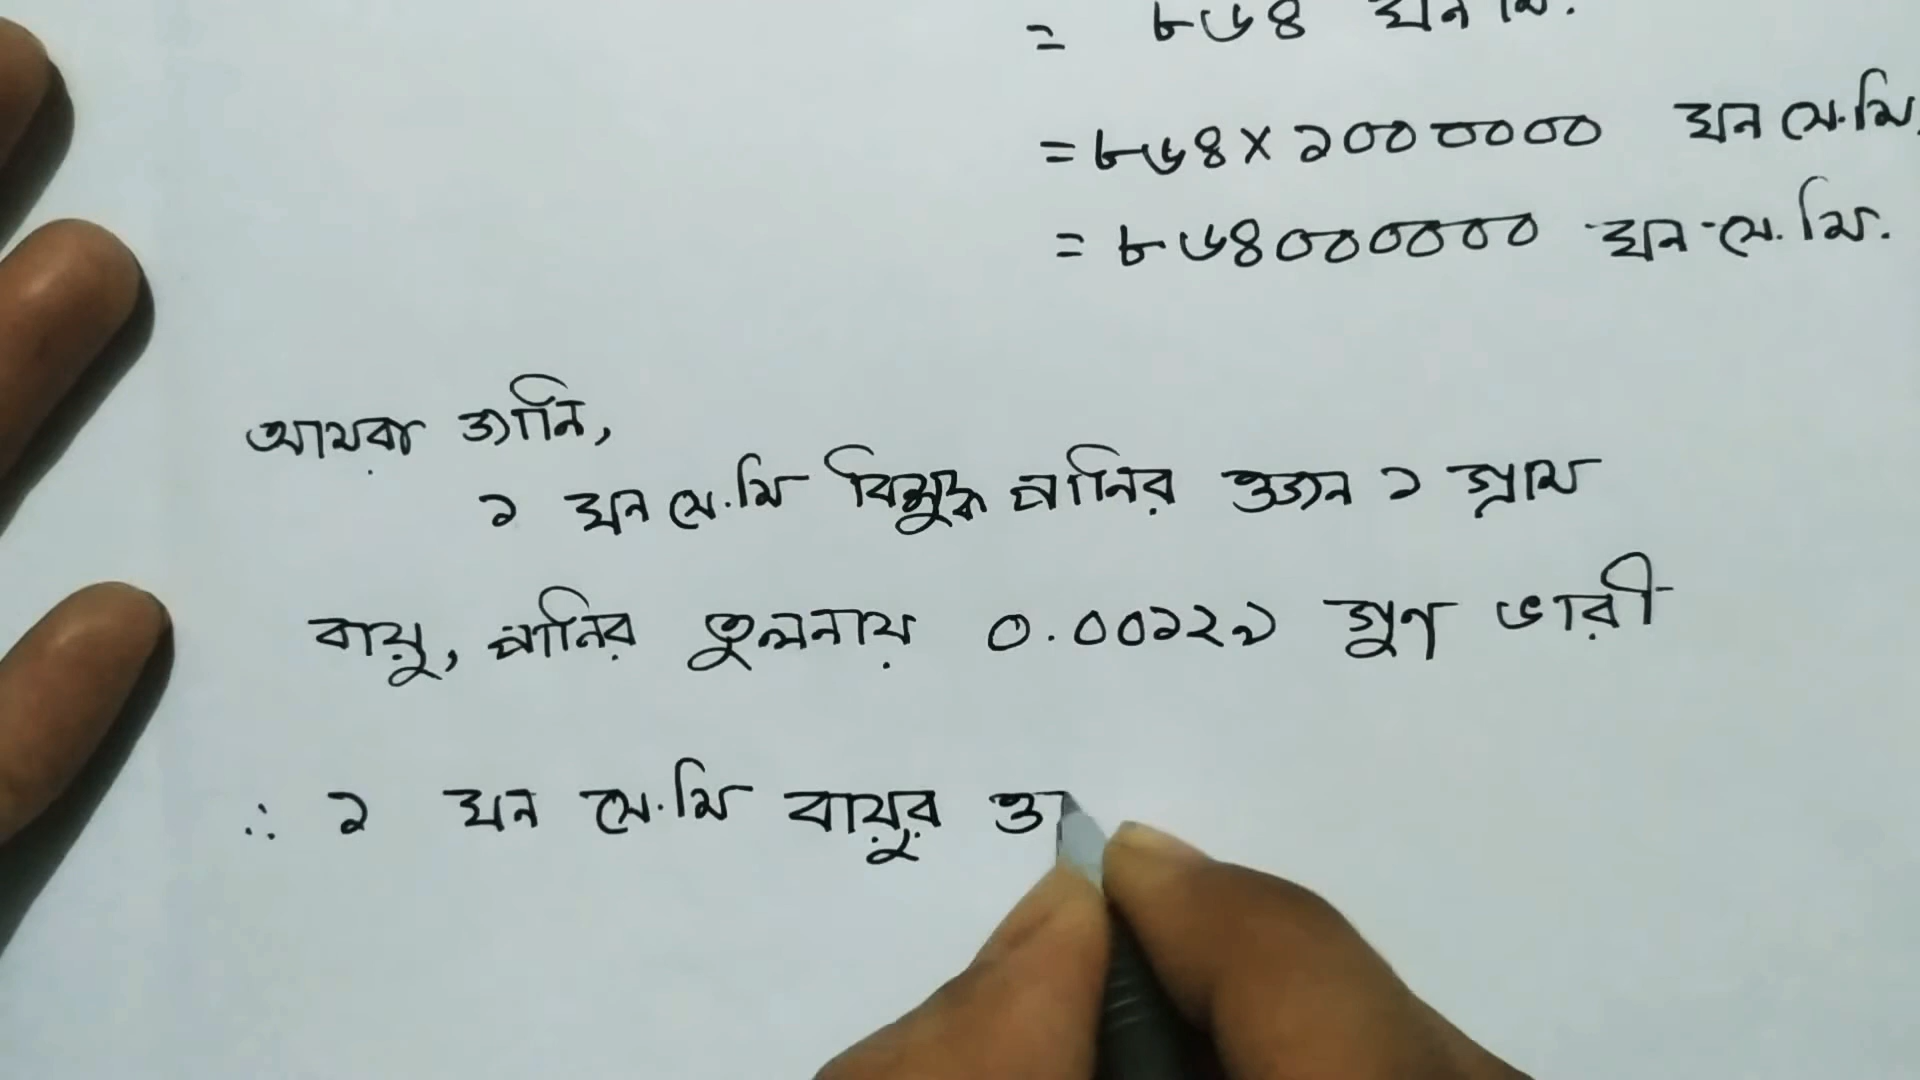 = ৮৬৪ ঘন মি.
= ৮৬৪ × ১০০০০০০ ঘন সে.মি.
= ৮৬৪০০০০০০ ঘন সে.মি.
আমরা জানি,
১ ঘন সে.মি বিশুদ্ধ পানির ওজন ১ গ্রাম
বায়ু, পানির তুলনায় ০.০০১২৯ গুণ ভারী
∴ ১ ঘন সে.মি বায়ুর ও